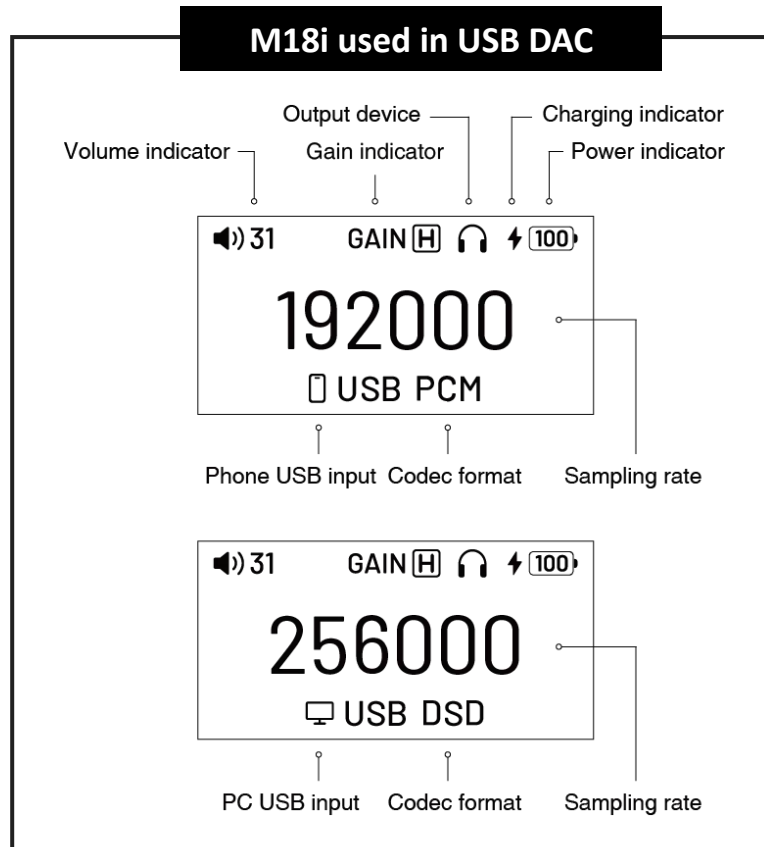 M18i used in USB DAC
Output device
Charging indicator
Volume indicator
Gain indicator
Power indicator
31 GAIN H 100
192000
USB PCM
Phone USB input
Codec format
Sampling rate
31 GAIN H 100
256000
USB DSD
PC USB input
Codec format
Sampling rate